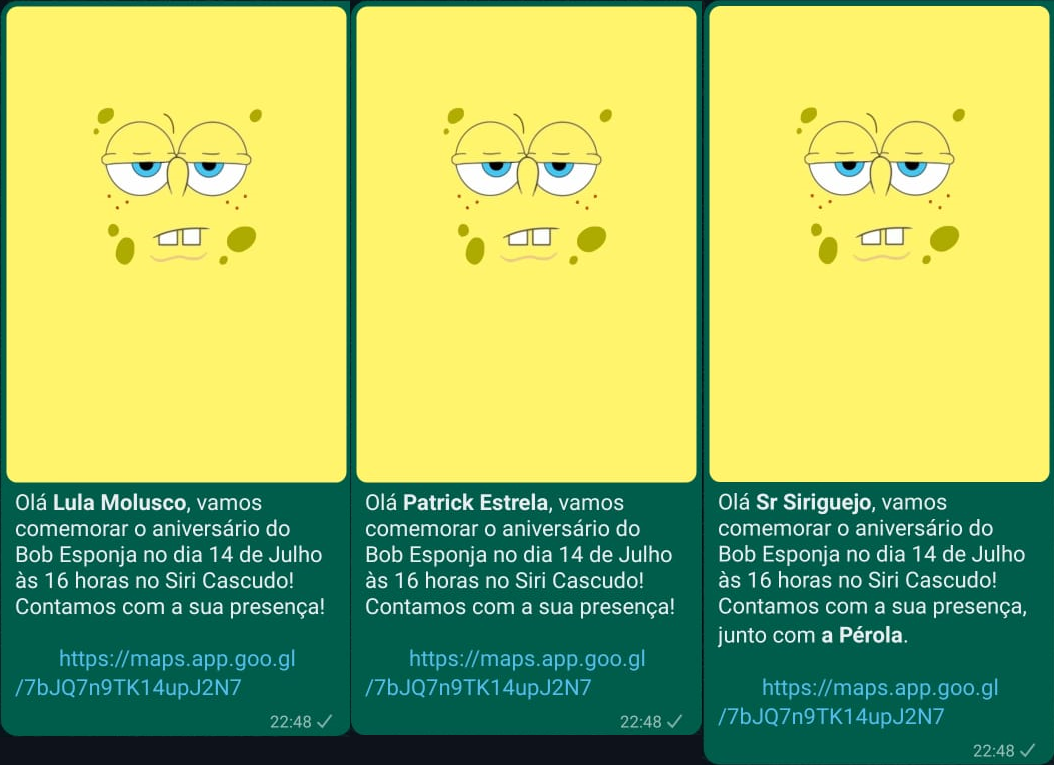 Olá Lula Molusco, vamos
comemorar o aniversário do
Bob Esponja no dia 14 de Julho
às 16 horas no Siri Cascudo!
Contamos com a sua presença!
https://maps.app.goo.gl
/7bJQ7n9TK14upJ2N7
22:48
Olá Patrick Estrela, vamos
comemorar o aniversário do
Bob Esponja no dia 14 de Julho
às 16 horas no Siri Cascudo!
Contamos com a sua presença!
https://maps.app.goo.gl
/7bJQ7n9TK14upJ2N7
22:48
Olá Sr Siriguejo, vamos
comemorar o aniversário do
Bob Esponja no dia 14 de Julho
às 16 horas no Siri Cascudo!
Contamos com a sua presença,
junto com a Pérola.
https://maps.app.goo.gl
/7bJQ7n9TK14upJ2N7
22:48